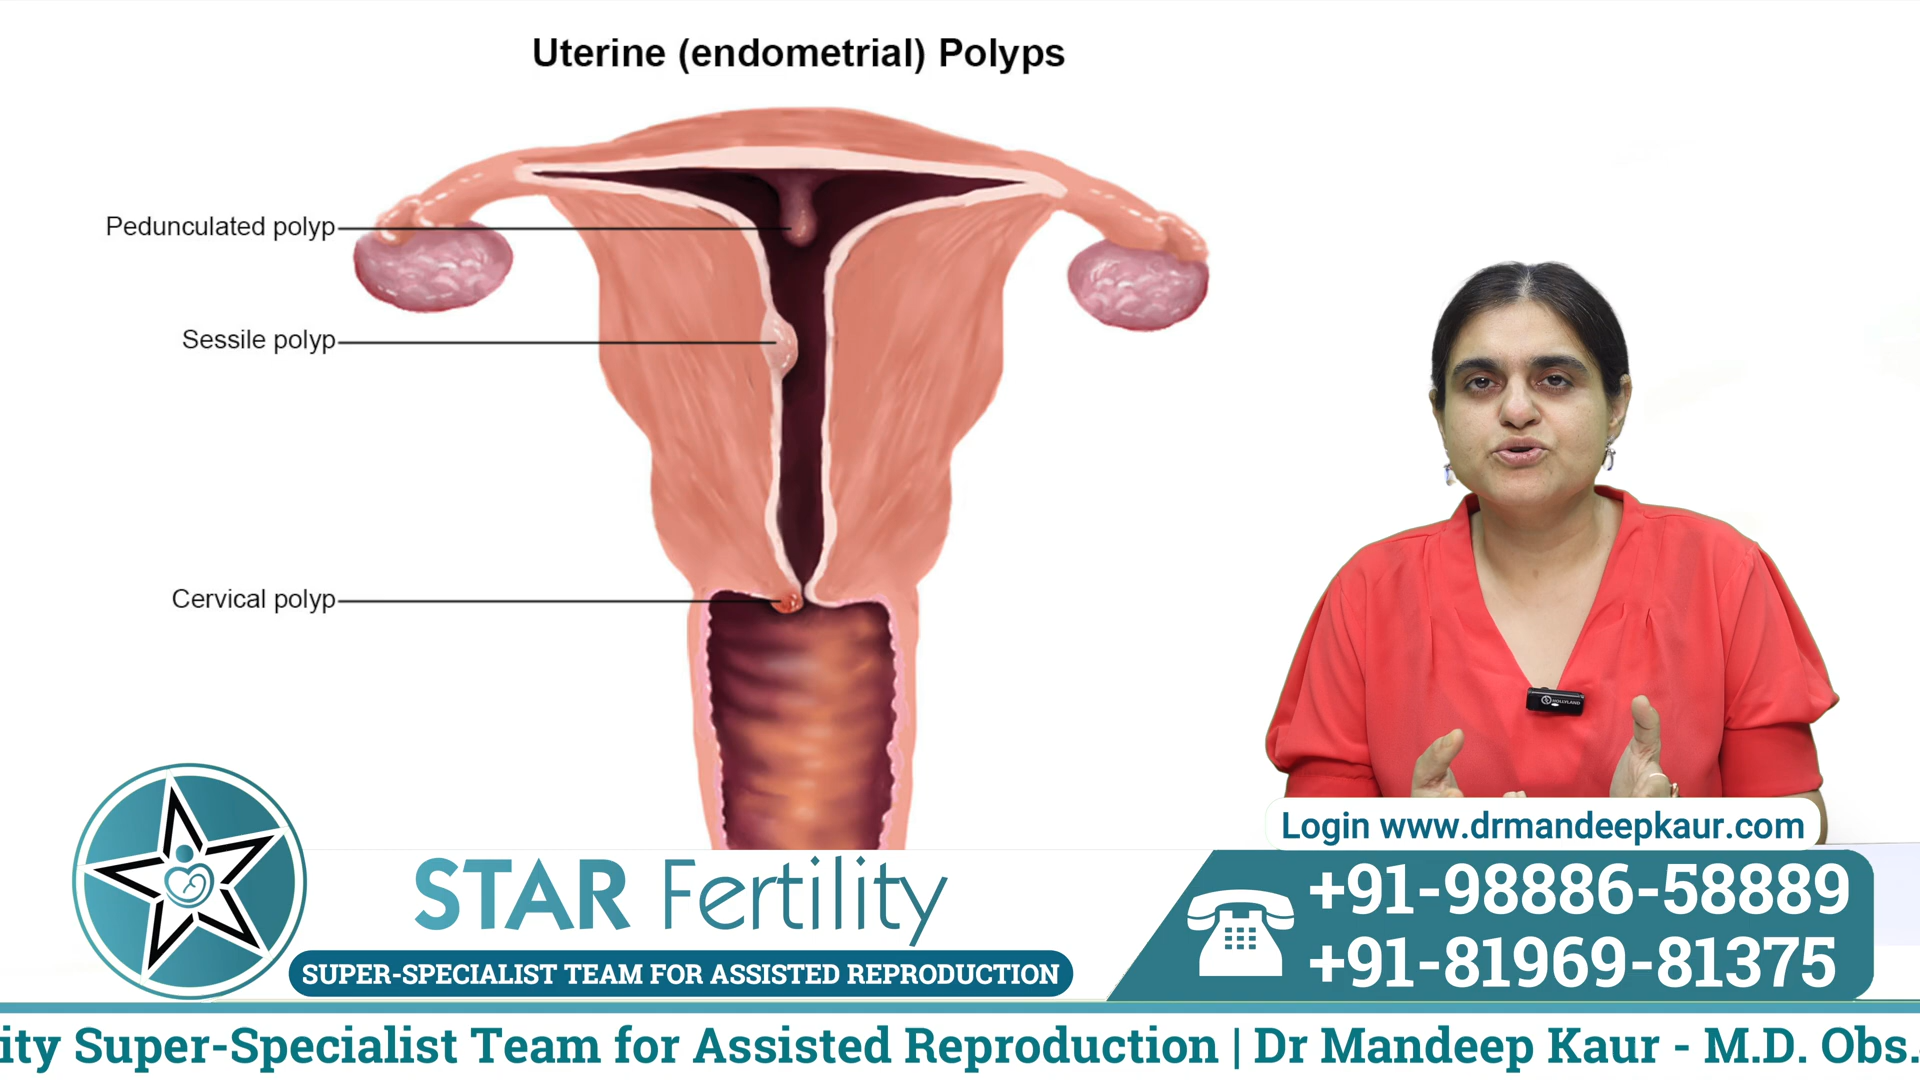 Uterine (endometrial) Polyps
Pedunculated polyp
Sessile polyp
Cervical polyp
Login www.drmandeepkaur.com
STAR Fertility
SUPER-SPECIALIST TEAM FOR ASSISTED REPRODUCTION
+91-98886-58889
+91-81969-81375
ity Super-Specialist Team for Assisted Reproduction | Dr Mandeep Kaur - M.D. Obs.